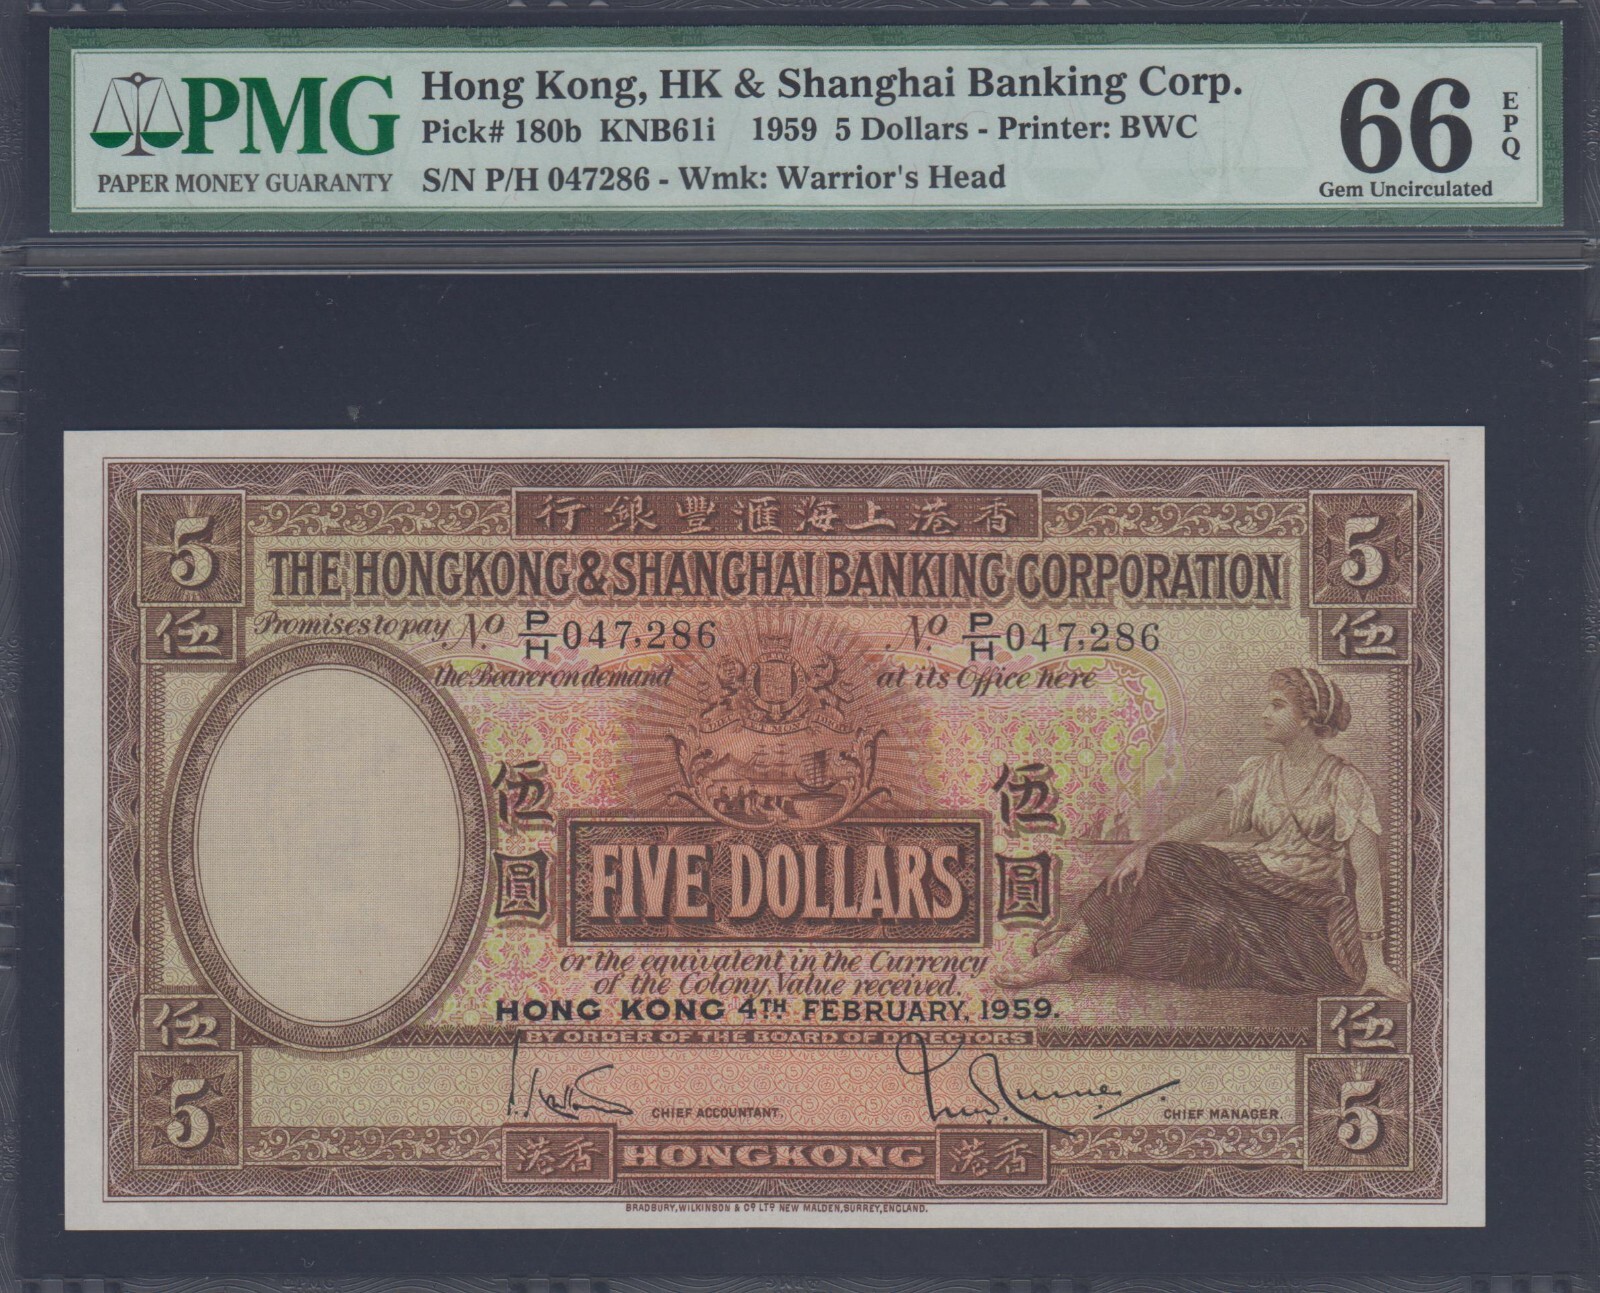 PMG
PAPER MONEY GUARANTY
Hong Kong, HK & Shanghai Banking Corp.
Pick# 180b KNB61i 1959 5 Dollars - Printer: BWC
S/N P/H 047286 - Wmk: Warrior's Head
66 EPQ
Gem Uncirculated
行銀豐滙海上港香
5 5
THE HONGKONG & SHANGHAI BANKING CORPORATION
伍 伍
Promises to pay No. P/H 047,286 No. P/H 047,286
the Bearer on demand at its Office here
伍圓 伍圓
FIVE DOLLARS
or the equivalent in the Currency
of the Colony, Value received.
HONG KONG 4TH FEBRUARY, 1959.
伍 伍
BY ORDER OF THE BOARD OF DIRECTORS
5 5
CHIEF ACCOUNTANT. CHIEF MANAGER.
港香 HONGKONG 港香
BRADBURY, WILKINSON & Co. LTD. NEW MALDEN, SURREY, ENGLAND.